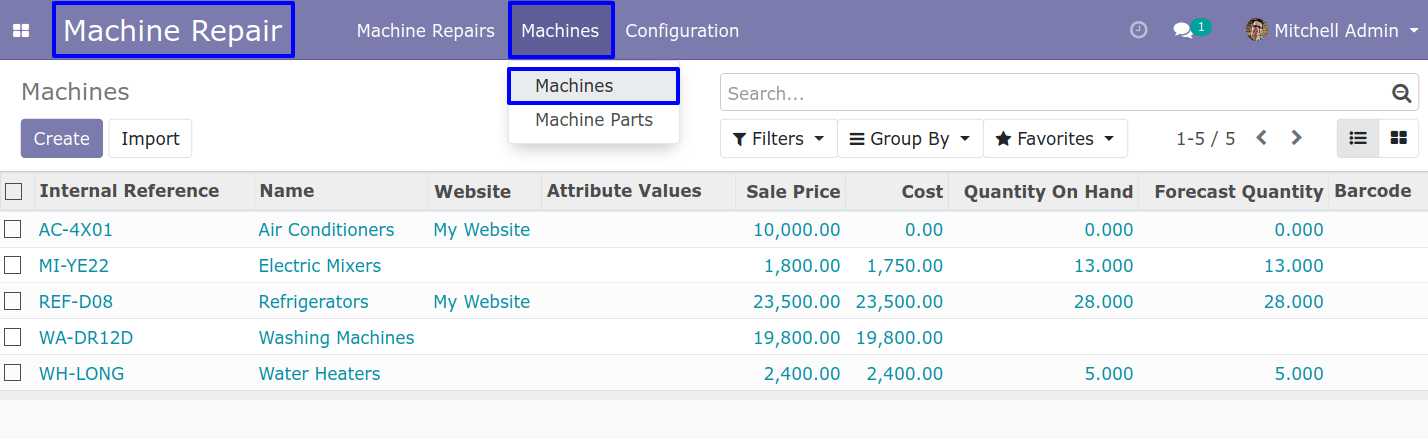 Machine Repair Machine Repairs Machines Configuration 1 Mitchell Admin
Machines Machines Search...
Machine Parts
Create Import Filters Group By Favorites 1-5 / 5
Internal Reference Name Website Attribute Values Sale Price Cost Quantity On Hand Forecast Quantity Barcode
AC-4X01 Air Conditioners My Website 10,000.00 0.00 0.000 0.000
MI-YE22 Electric Mixers 1,800.00 1,750.00 13.000 13.000
REF-D08 Refrigerators My Website 23,500.00 23,500.00 28.000 28.000
WA-DR12D Washing Machines 19,800.00 19,800.00
WH-LONG Water Heaters 2,400.00 2,400.00 5.000 5.000